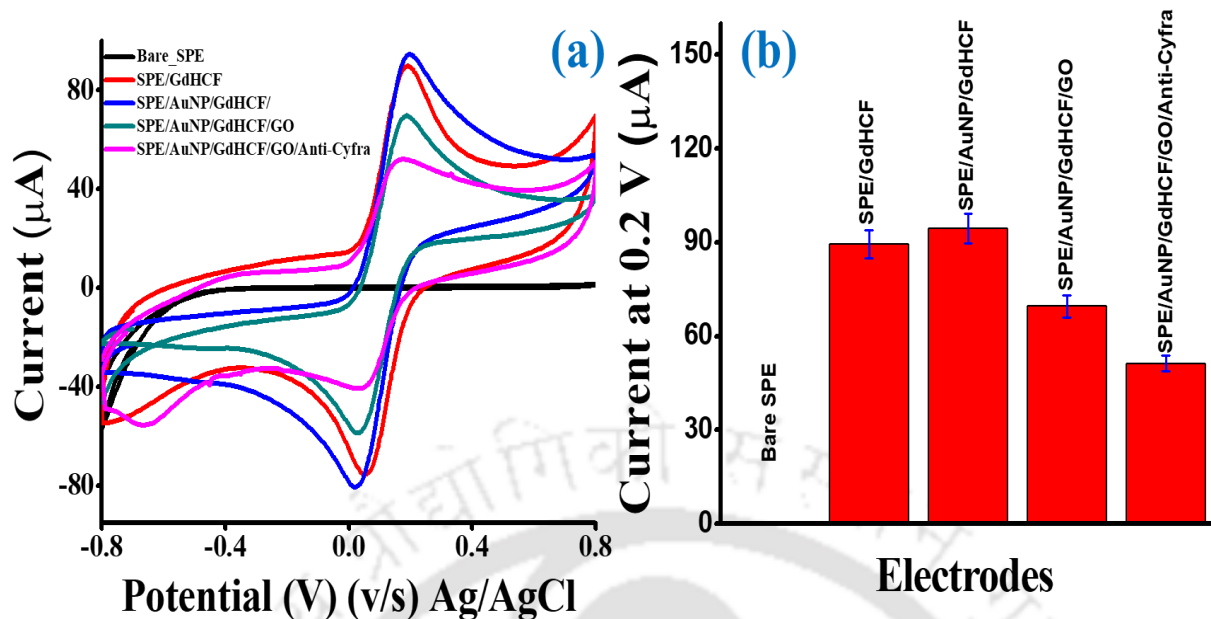 (a)
Bare_SPE
SPE/GdHCF
SPE/AuNP/GdHCF/
SPE/AuNP/GdHCF/GO
SPE/AuNP/GdHCF/GO/Anti-Cyfra
Current (μA)
80
40
0
-40
-80
-0.8 -0.4 0.0 0.4 0.8
Potential (V) (v/s) Ag/AgCl
(b)
Current at 0.2 V (μA)
150
120
90
60
30
0
Bare SPE
SPE/GdHCF
SPE/AuNP/GdHCF
SPE/AuNP/GdHCF/GO
SPE/AuNP/GdHCF/GO/Anti-Cyfra
Electrodes